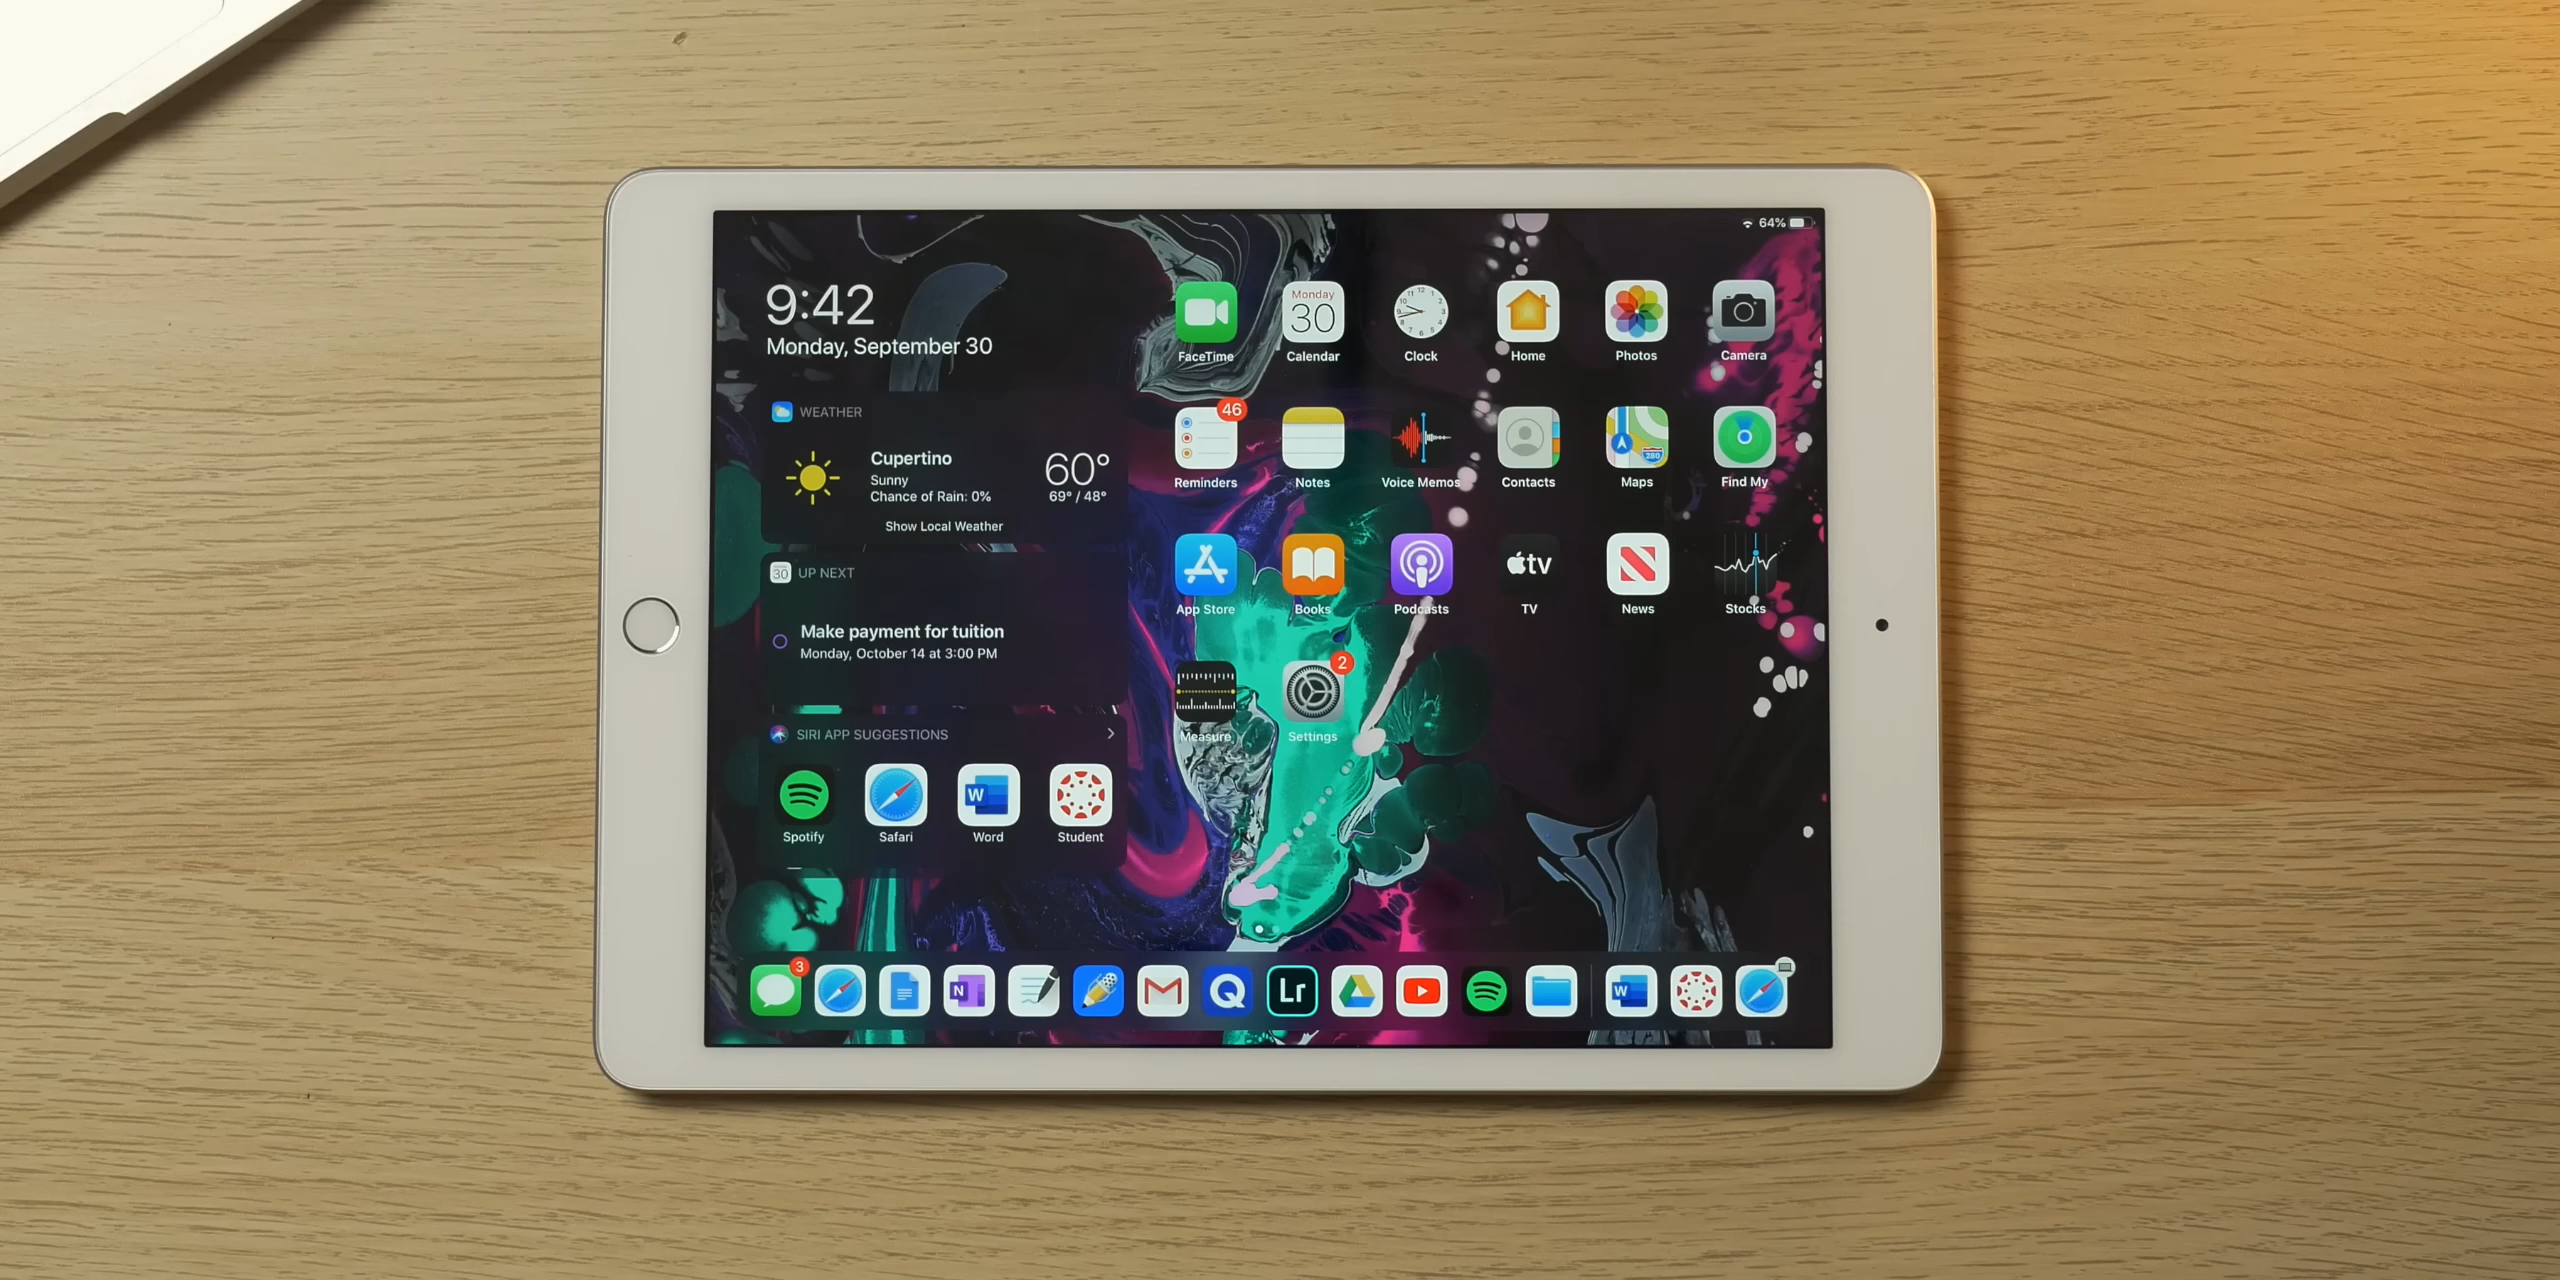 64%
9:42
Monday, September 30
WEATHER
Cupertino
Sunny
Chance of Rain: 0%
60°
69° / 48°
Show Local Weather
30 UP NEXT
Make payment for tuition
Monday, October 14 at 3:00 PM
SIRI APP SUGGESTIONS
W
Spotify Safari Word Student
Monday
30
FaceTime Calendar Clock Home Photos Camera
46
280
Reminders Notes Voice Memos Contacts Maps Find My
tv
App Store Books Podcasts TV News Stocks
2
Measure Settings
3
N Q Lr W